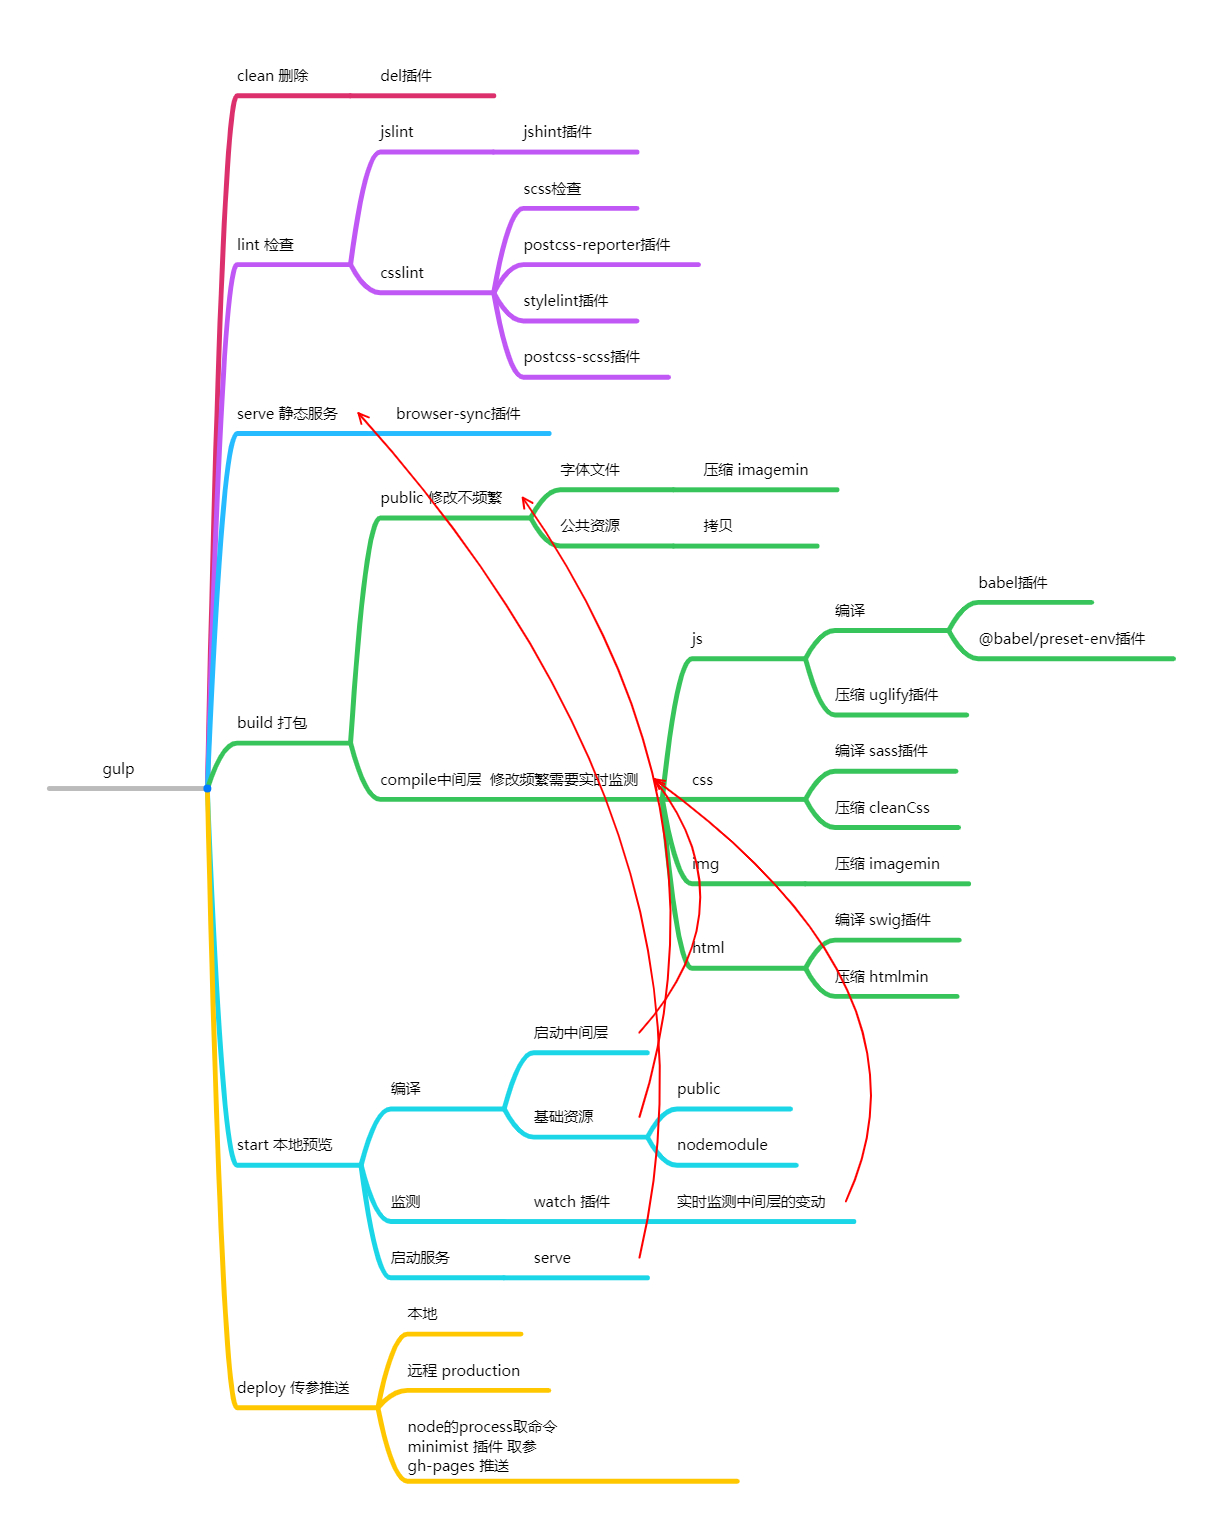 clean 删除
del插件
jslint
jshint插件
scss检查
lint 检查
postcss-reporter插件
csslint
stylelint插件
postcss-scss插件
serve 静态服务
browser-sync插件
字体文件
压缩 imagemin
public 修改不频繁
公共资源
拷贝
babel插件
编译
js
@babel/preset-env插件
压缩 uglify插件
build 打包
编译 sass插件
gulp
compile中间层 修改频繁需要实时监测
css
压缩 cleanCss
img
压缩 imagemin
编译 swig插件
html
压缩 htmlmin
启动中间层
编译
public
基础资源
start 本地预览
nodemodule
监测
watch 插件
实时监测中间层的变动
启动服务
serve
本地
远程 production
deploy 传参推送
node的process取命令
minimist 插件 取参
gh-pages 推送